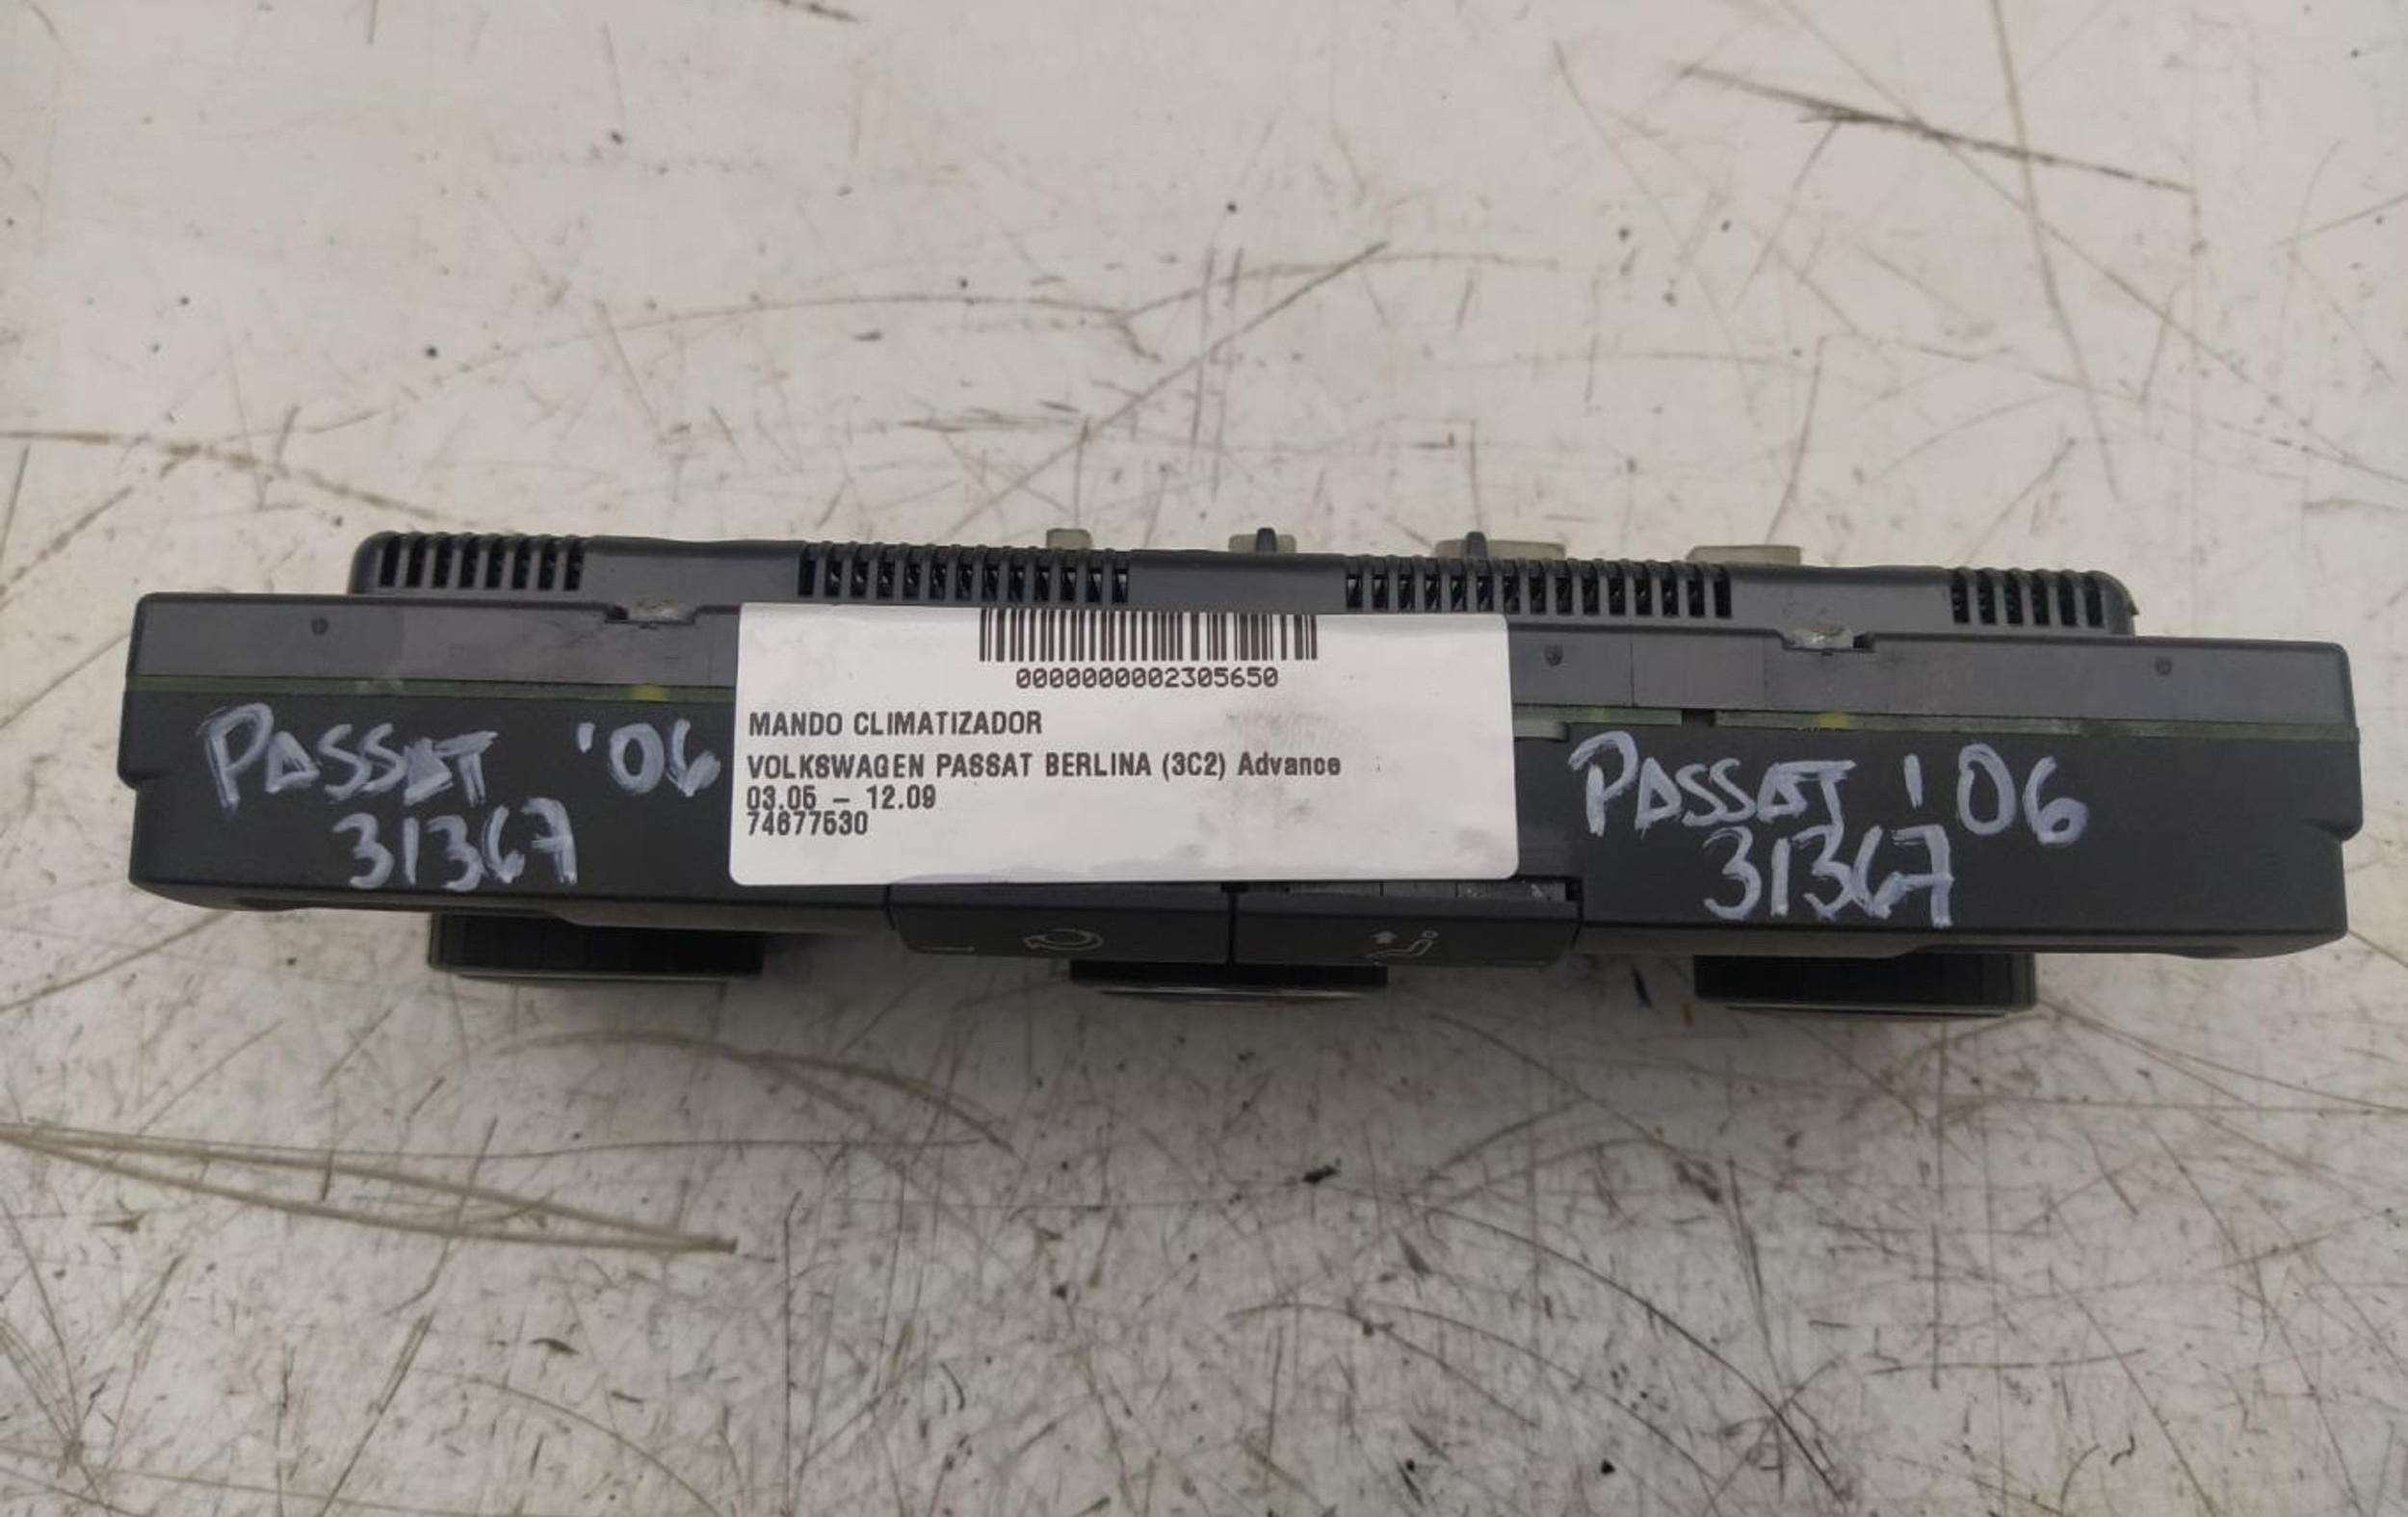 0000000002305650
MANDO CLIMATIZADOR
VOLKSWAGEN PASSAT BERLINA (3C2) Advance
03.05 - 12.09
74677530
PASSAT '06
31367
PASSAT '06
31367